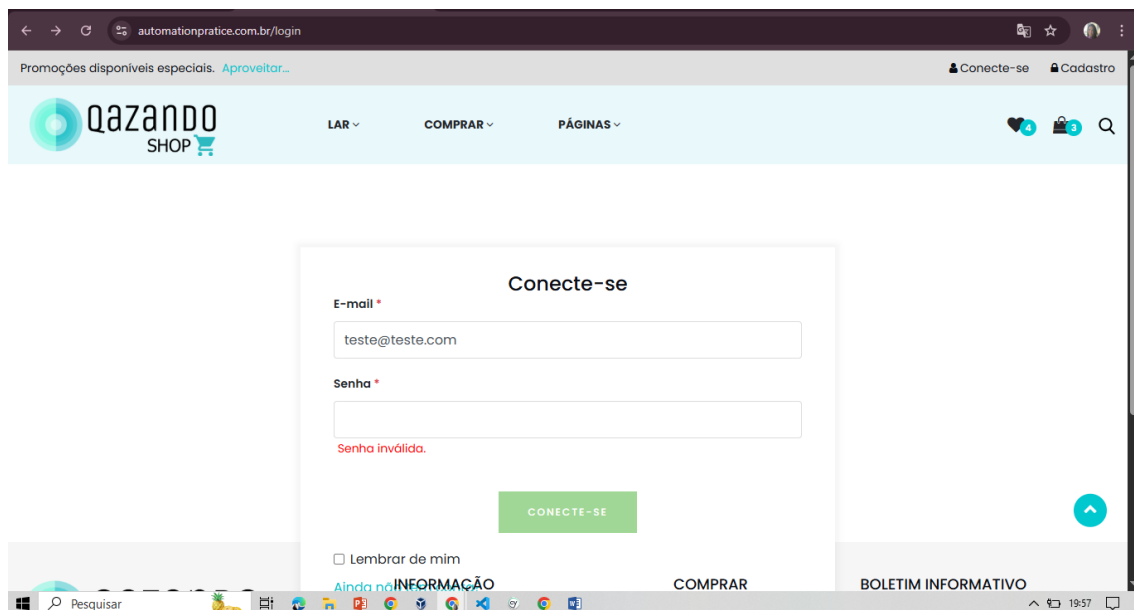 automationpratice.com.br/login
Promoções disponíveis especiais. Aproveitar... Conecte-se Cadastro
QAZANDO
SHOP
LAR COMPRAR PÁGINAS 4 3
Conecte-se
E-mail *
teste@teste.com
Senha *
Senha inválida.
CONECTE-SE
Lembrar de mim
Ainda INFORMAÇÃO COMPRAR BOLETIM INFORMATIVO
Pesquisar 19:57